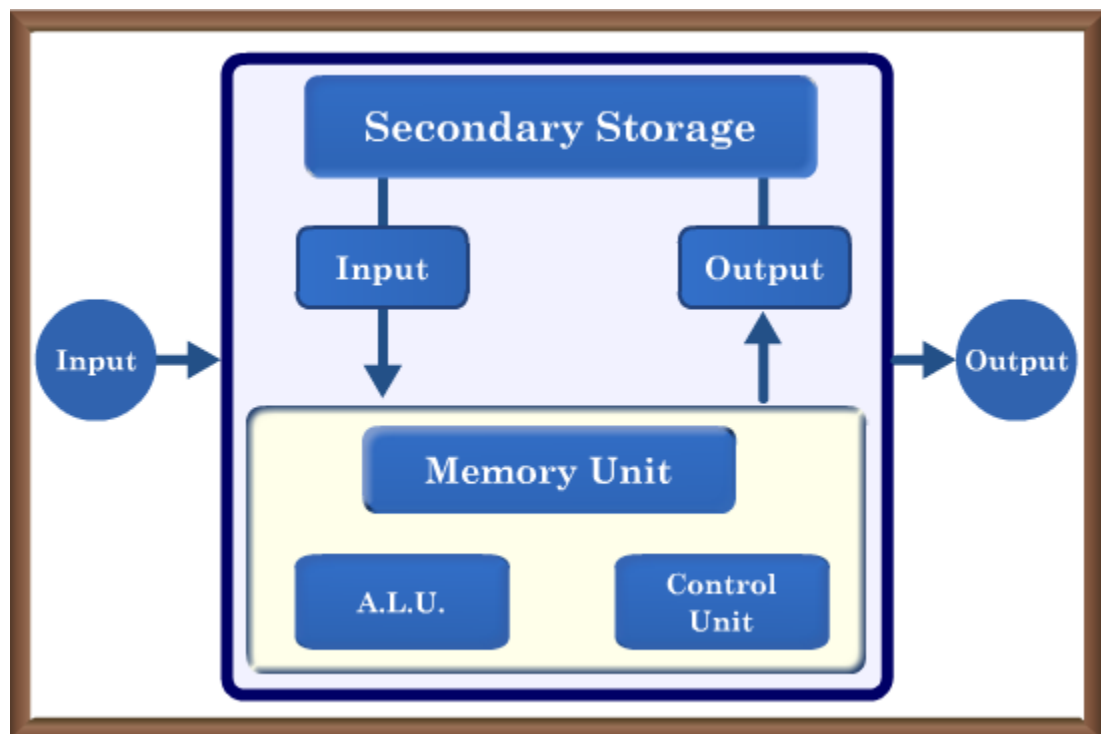 Secondary Storage
Input
Output
Input
Output
Memory Unit
A.L.U.
Control
Unit